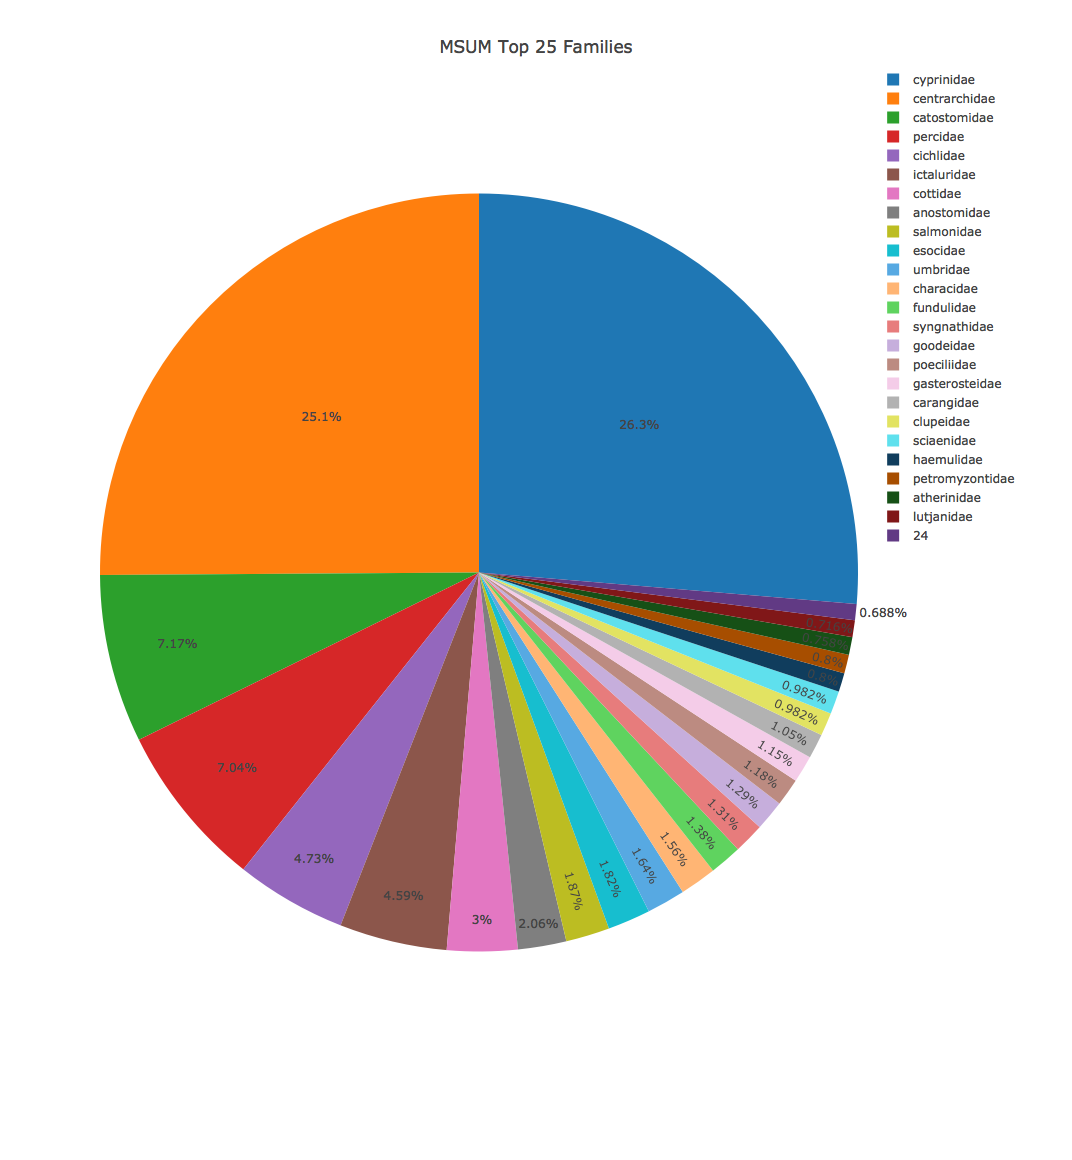 MSUM Top 25 Families
cyprinidae
centrarchidae
catostomidae
percidae
cichlidae
ictaluridae
cottidae
anostomidae
salmonidae
esocidae
umbridae
characidae
fundulidae
syngnathidae
goodeidae
poeciliidae
gasterosteidae
carangidae
clupeidae
sciaenidae
haemulidae
petromyzontidae
atherinidae
lutjanidae
24
26.3%
25.1%
7.17%
7.04%
4.73%
4.59%
3%
2.06%
1.87%
1.82%
1.64%
1.56%
1.38%
1.31%
1.29%
1.18%
1.15%
1.05%
0.982%
0.982%
0.8%
0.8%
0.688%